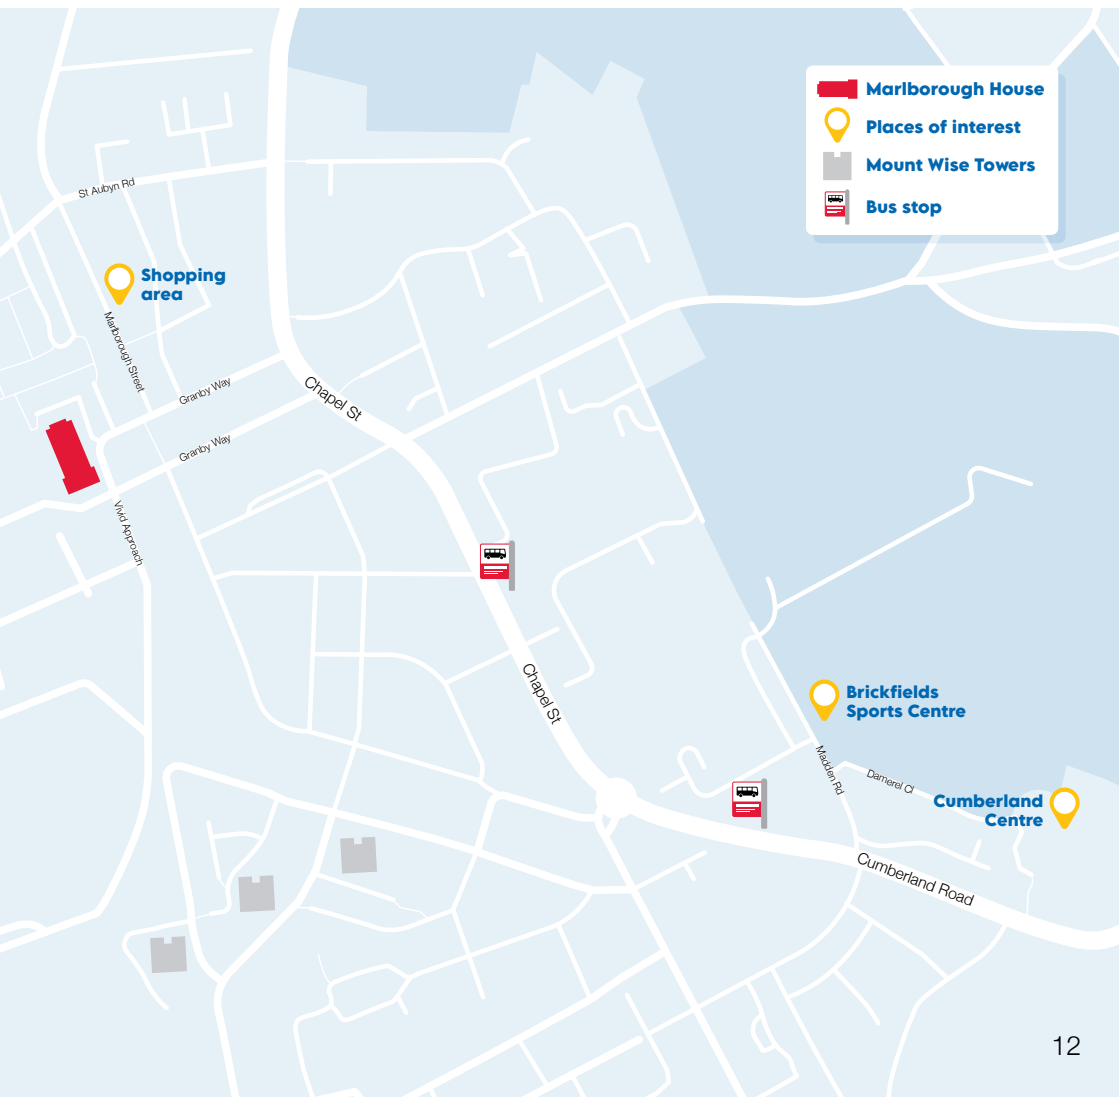 Marlborough House
Places of interest
Mount Wise Towers
Bus stop
St Aubyn Rd
Shopping
area
Marlborough Street
Granby Way
Chapel St
Granby Way
Vivid Approach
Chapel St
Brickfields
Sports Centre
Madden Rd
Damerel Cl
Cumberland
Centre
Cumberland Road
12